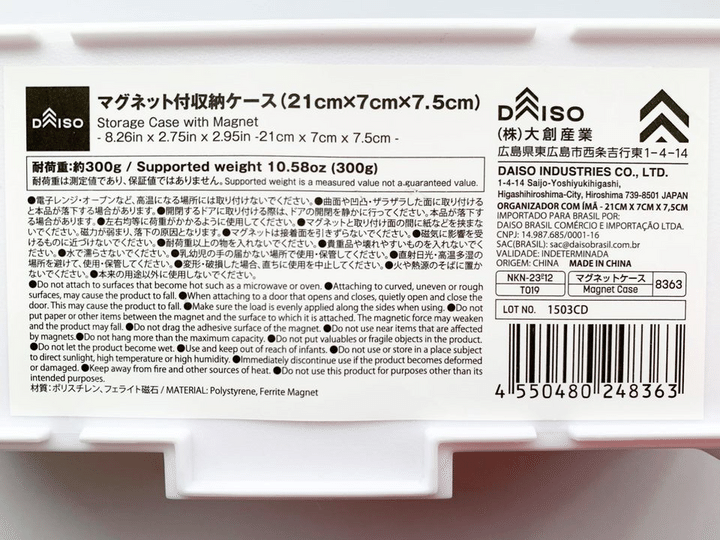 DAISO
マグネット付収納ケース(21cm×7cm×7.5cm)
Storage Case with Magnet
- 8.26in x 2.75in x 2.95in -21cm x 7cm x 7.5cm -
耐荷重:約300g / Supported weight 10.58oz (300g)
耐荷重は測定値であり、保証値ではありません。Supported weight is a measured value not a guaranteed value.
●電子レンジ・オーブンなど、高温になる場所には取り付けないでください。●曲面や凹凸・ザラザラした面に取り付ける
と本品が落下する場合があります。●開閉するドアに取り付ける際は、ドアの開閉を静かに行ってください。本品が落下す
る場合があります。●左右均等に荷重がかかるように使用してください。●マグネットと取り付け面の間に紙などを挟まな
いでください。磁力が弱まり、落下の原因となります。●マグネットは接着面を引きずらないでください。●磁気に影響を受
けるものに近づけないでください。●耐荷重以上の物を入れないでください。●貴重品や壊れやすいものを入れないでくだ
さい。●水で濡らさないでください。●乳幼児の手の届かない場所で使用・保管してください。●直射日光・高温多湿の
場所を避けて、使用・保管してください。●変形・破損した場合、直ちに使用を中止してください。●火や熱源のそばに置か
ないでください。●本来の用途以外に使用しないでください。
●Do not attach to surfaces that become hot such as a microwave or oven. ●Attaching to curved, uneven or rough
surfaces, may cause the product to fall. ●When attaching to a door that opens and closes, quietly open and close the
door. This may cause the product to fall. ●Make sure the load is evenly applied along the sides when using. ●Do not
put paper or other items between the magnet and the surface to which it is attached. The magnetic force may weaken
and the product may fall. ●Do not drag the adhesive surface of the magnet. ●Do not use near items that are affected
by magnets. ●Do not hang more than the maximum capacity. ●Do not put valuables or fragile objects in the product.
●Do not let the product become wet. ●Use and keep out of reach of infants. ●Do not use or store in a place subject
to direct sunlight, high temperature or high humidity. ●Immediately discontinue use if the product becomes deformed
or damaged. ●Keep away from fire and other sources of heat. ●Do not use this product for purposes other than its
intended purposes.
材質:ポリスチレン、フェライト磁石 / MATERIAL: Polystyrene, Ferrite Magnet
DAISO
(株)大創産業
広島県東広島市西条吉行東1-4-14
DAISO INDUSTRIES CO., LTD.
1-4-14 Saijo-Yoshiyukihigashi,
Higashihiroshima-City, Hiroshima 739-8501 JAPAN
ORGANIZADOR COM ÍMÃ - 21CM X 7CM X 7,5CM
IMPORTADO PARA BRASIL POR:
DAISO BRASIL COMÉRCIO E IMPORTAÇÃO LTDA.
CNPJ: 14.987.685/0001-16
SAC(BRASIL): sac@daisobrasil.com.br
VALIDADE: INDETERMINADA
ORIGEM: CHINA MADE IN CHINA
NKN-23年12
T019
マグネットケース
Magnet Case
8363
LOT NO. 1503CD
4 550480 248363